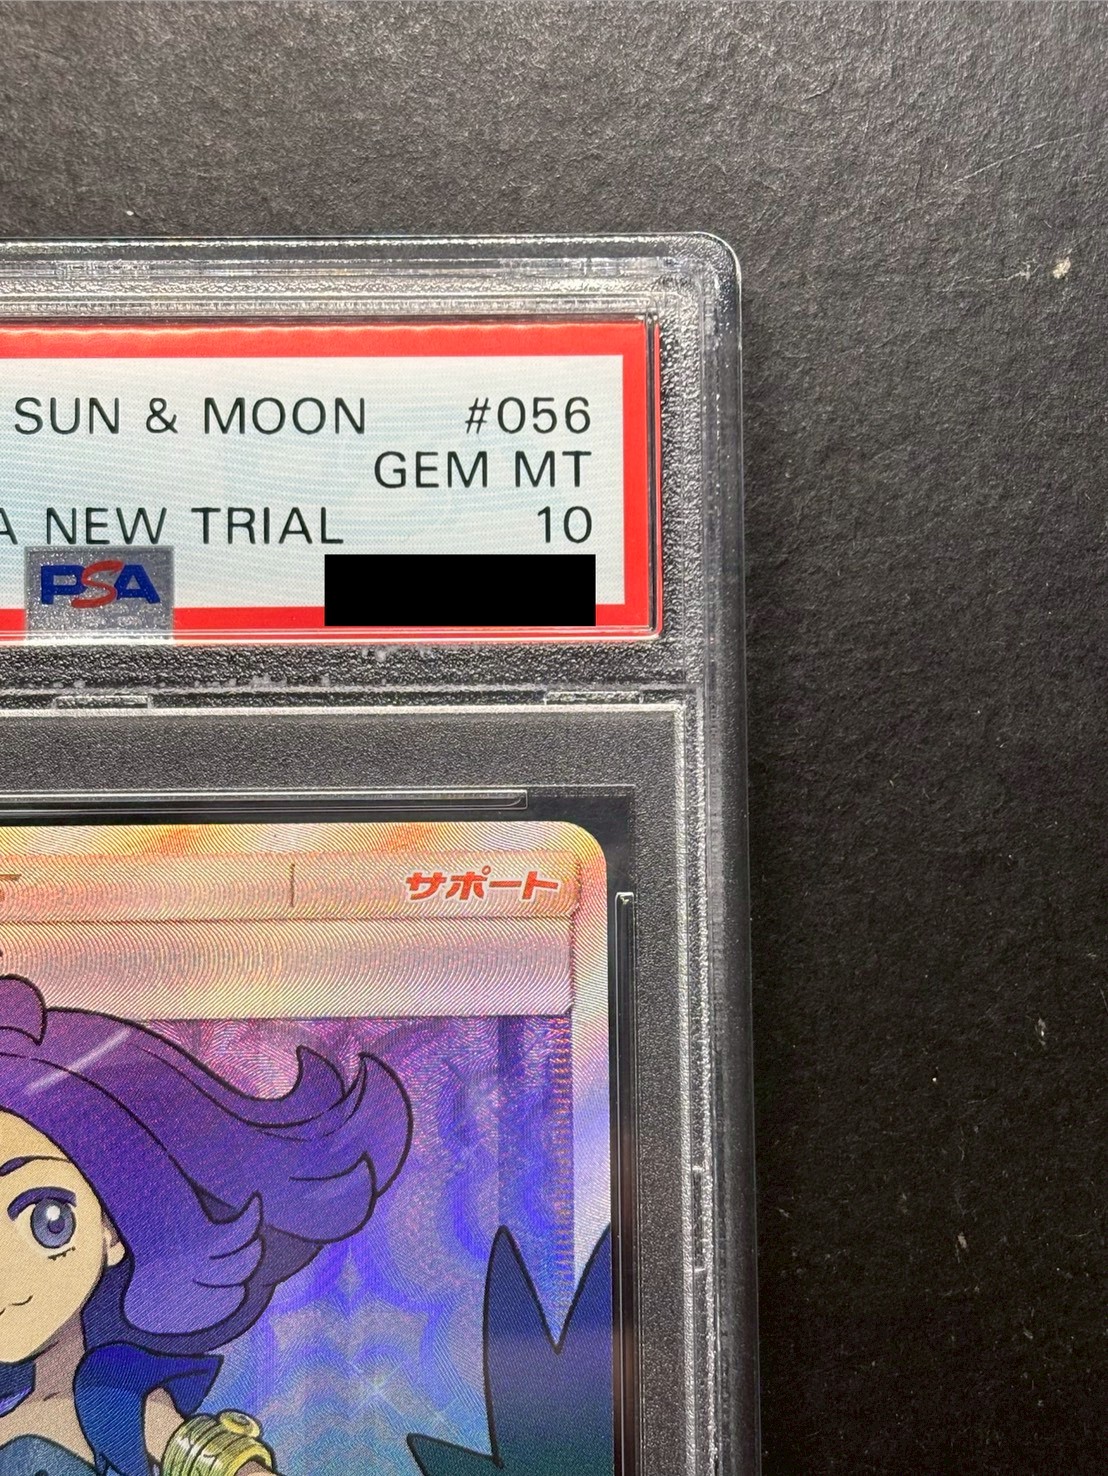 SUN & MOON #056
GEM MT
A NEW TRIAL 10
PSA
サポート